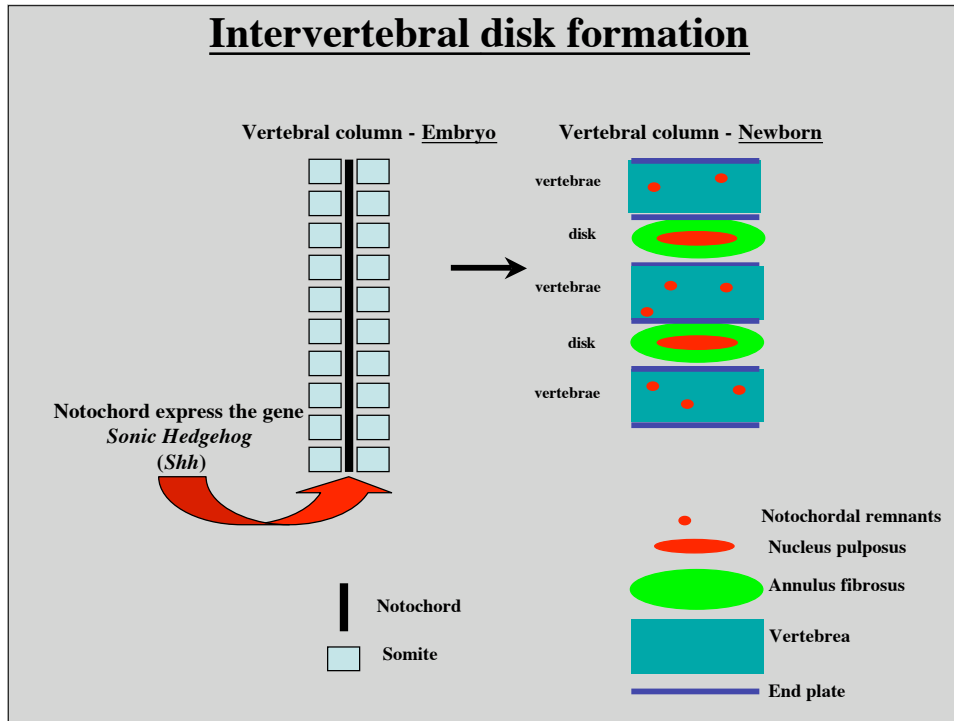 Intervertebral disk formation
Vertebral column - Embryo
Vertebral column - Newborn
vertebrae
disk
vertebrae
disk
vertebrae
Notochord express the gene
Sonic Hedgehog
(Shh)
Notochord
Somite
Notochordal remnants
Nucleus pulposus
Annulus fibrosus
Vertebrea
End plate